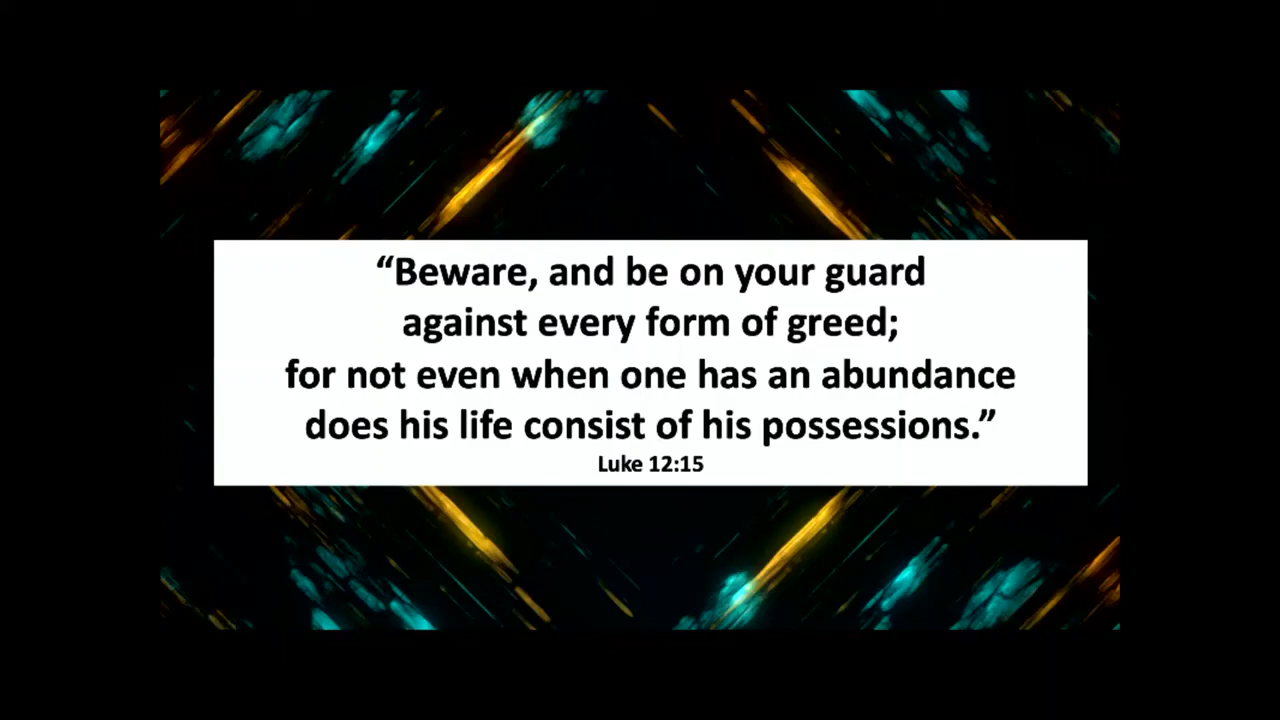 “Beware, and be on your guard
against every form of greed;
for not even when one has an abundance
does his life consist of his possessions.”
Luke 12:15